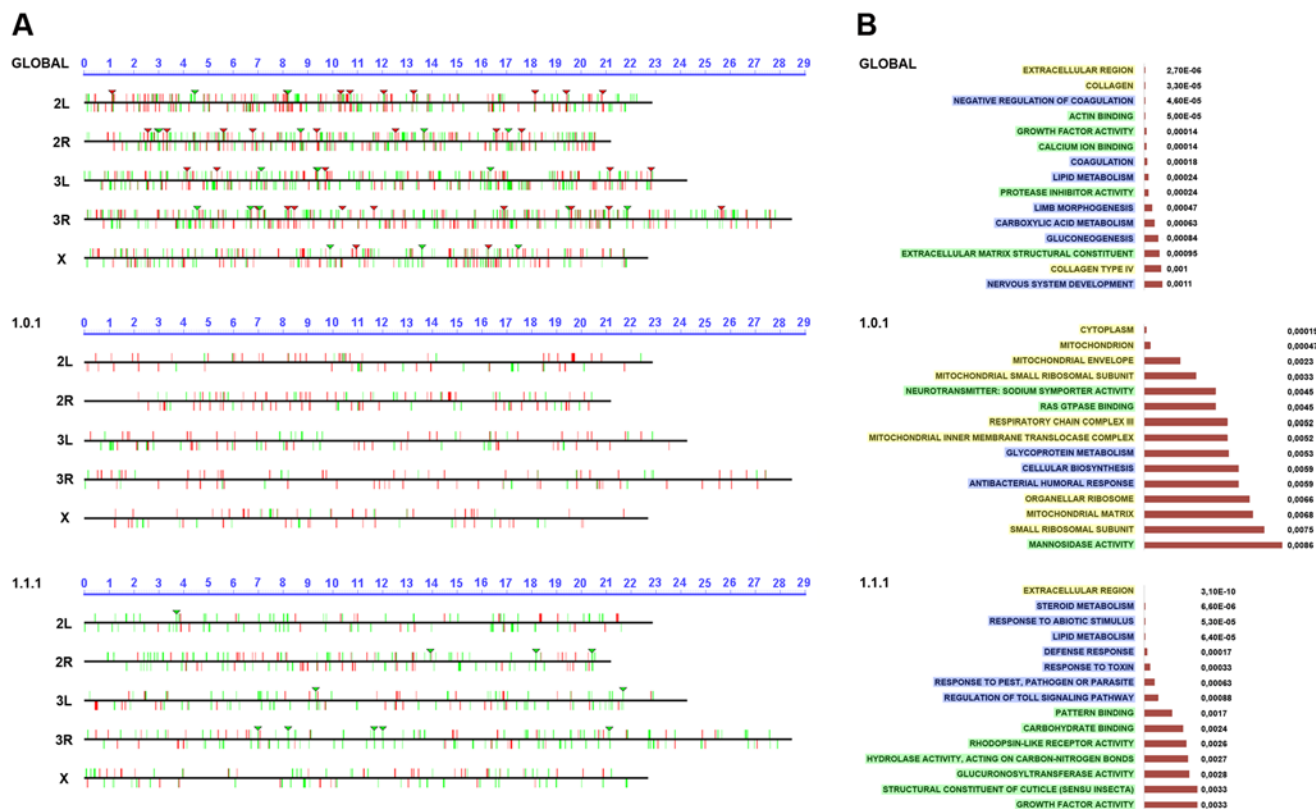 A
GLOBAL
0 1 2 3 4 5 6 7 8 9 10 11 12 13 14 15 16 17 18 19 20 21 22 23 24 25 26 27 28 29
2L
2R
3L
3R
X
1.0.1
0 1 2 3 4 5 6 7 8 9 10 11 12 13 14 15 16 17 18 19 20 21 22 23 24 25 26 27 28 29
2L
2R
3L
3R
X
1.1.1
0 1 2 3 4 5 6 7 8 9 10 11 12 13 14 15 16 17 18 19 20 21 22 23 24 25 26 27 28 29
2L
2R
3L
3R
X
B
GLOBAL
EXTRACELLULAR REGION 2,70E-06
COLLAGEN 3,30E-05
NEGATIVE REGULATION OF COAGULATION 4,60E-05
ACTIN BINDING 5,00E-05
GROWTH FACTOR ACTIVITY 0,00014
CALCIUM ION BINDING 0,00014
COAGULATION 0,00018
LIPID METABOLISM 0,00024
PROTEASE INHIBITOR ACTIVITY 0,00024
LIMB MORPHOGENESIS 0,00047
CARBOXYLIC ACID METABOLISM 0,00063
GLUCONEOGENESIS 0,00084
EXTRACELLULAR MATRIX STRUCTURAL CONSTITUENT 0,00095
COLLAGEN TYPE IV 0,001
NERVOUS SYSTEM DEVELOPMENT 0,0011
1.0.1
CYTOPLASM 0,00019
MITOCHONDRION 0,00047
MITOCHONDRIAL ENVELOPE 0,0023
MITOCHONDRIAL SMALL RIBOSOMAL SUBUNIT 0,0033
NEUROTRANSMITTER: SODIUM SYMPORTER ACTIVITY 0,0045
RAS GTPASE BINDING 0,0045
RESPIRATORY CHAIN COMPLEX III 0,0052
MITOCHONDRIAL INNER MEMBRANE TRANSLOCASE COMPLEX 0,0052
GLYCOPROTEIN METABOLISM 0,0053
CELLULAR BIOSYNTHESIS 0,0059
ANTIBACTERIAL HUMORAL RESPONSE 0,0059
ORGANELLAR RIBOSOME 0,0066
MITOCHONDRIAL MATRIX 0,0068
SMALL RIBOSOMAL SUBUNIT 0,0075
MANNOSIDASE ACTIVITY 0,0086
1.1.1
EXTRACELLULAR REGION 3,10E-10
STEROID METABOLISM 6,60E-06
RESPONSE TO ABIOTIC STIMULUS 5,30E-05
LIPID METABOLISM 6,40E-05
DEFENSE RESPONSE 0,00017
RESPONSE TO TOXIN 0,00033
RESPONSE TO PEST, PATHOGEN OR PARASITE 0,00063
REGULATION OF TOLL SIGNALING PATHWAY 0,00088
PATTERN BINDING 0,0017
CARBOHYDRATE BINDING 0,0024
RHODOPSIN-LIKE RECEPTOR ACTIVITY 0,0026
HYDROLASE ACTIVITY, ACTING ON CARBON-NITROGEN BONDS 0,0027
GLUCURONOSYLTRANSFERASE ACTIVITY 0,0028
STRUCTURAL CONSTITUENT OF CUTICLE (SENSU INSECTA) 0,0033
GROWTH FACTOR ACTIVITY 0,0033